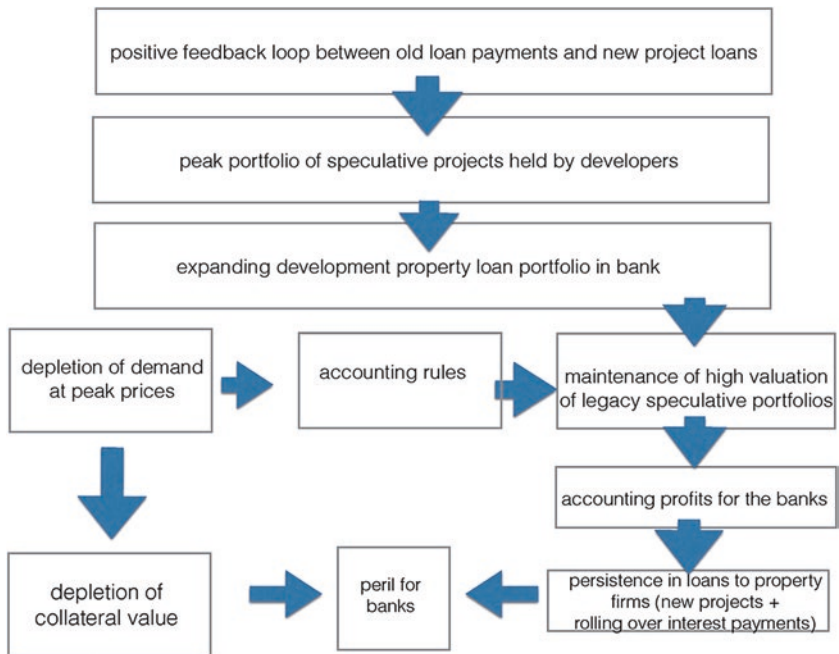 positive feedback loop between old loan payments and new project loans
peak portfolio of speculative projects held by developers
expanding development property loan portfolio in bank
depletion of demand
at peak prices
accounting rules
maintenance of high valuation
of legacy speculative portfolios
accounting profits for the banks
depletion of
collateral value
peril for
banks
persistence in loans to property
firms (new projects +
rolling over interest payments)